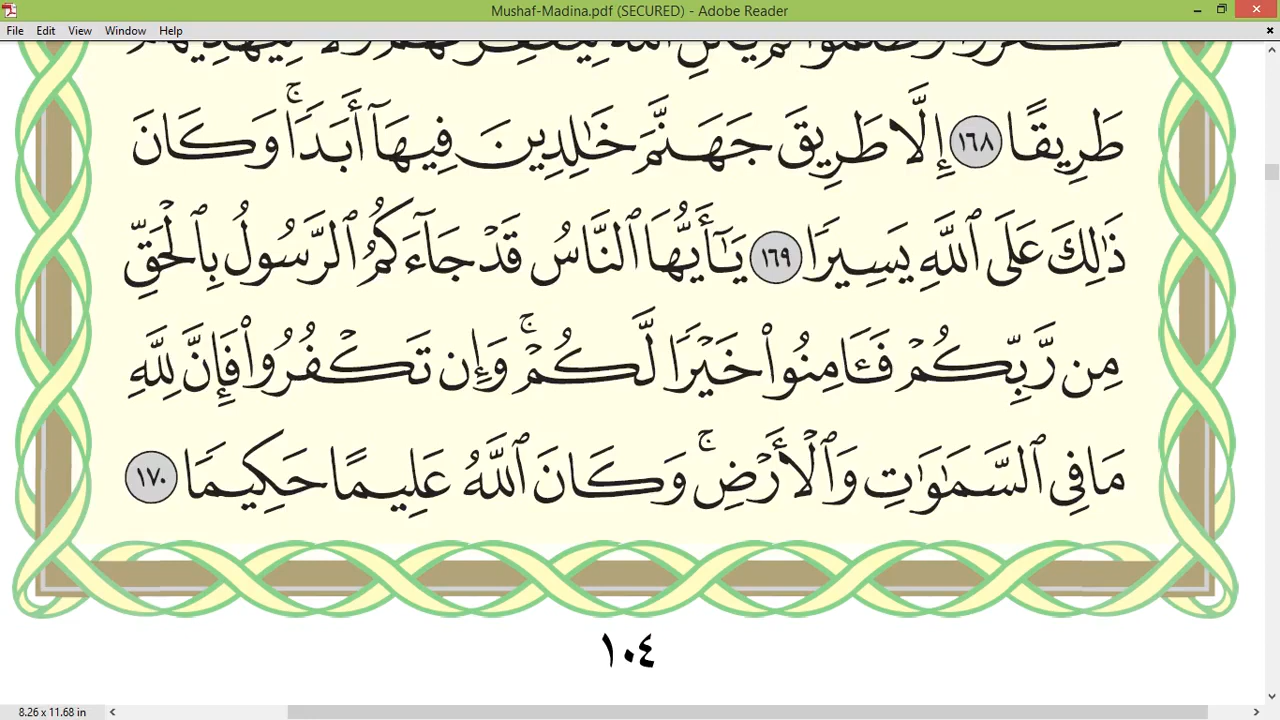 Mushaf-Madina.pdf (SECURED) - Adobe Reader
File Edit View Window Help
طَرِيقًا ١٦٨ إِلَّا طَرِيقَ جَهَنَّمَ خَٰلِدِينَ فِيهَآ أَبَدًا ۚ وَكَانَ
ذَٰلِكَ عَلَى ٱللَّهِ يَسِيرًا ١٦٩ يَٰٓأَيُّهَا ٱلنَّاسُ قَدْ جَآءَكُمُ ٱلرَّسُولُ بِٱلْحَقِّ
مِن رَّبِّكُمْ فَـَٔامِنُوا۟ خَيْرًا لَّكُمْ ۚ وَإِن تَكْفُرُوا۟ فَإِنَّ لِلَّهِ
مَا فِى ٱلسَّمَٰوَٰتِ وَٱلْأَرْضِ ۚ وَكَانَ ٱللَّهُ عَلِيمًا حَكِيمًا ١٧٠
١٠٤
8.26 x 11.68 in